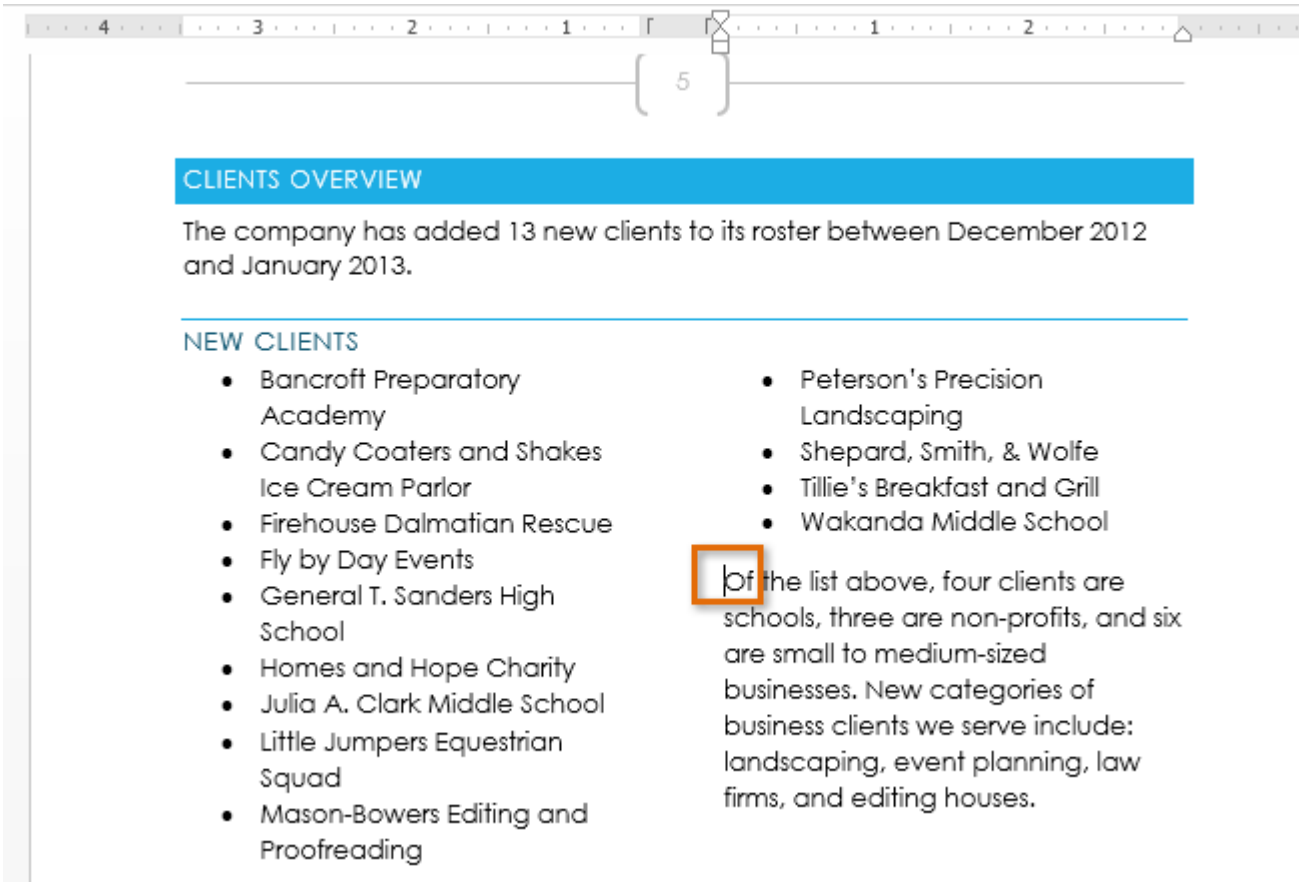 4 3 2 1 1 2
5
CLIENTS OVERVIEW
The company has added 13 new clients to its roster between December 2012
and January 2013.
NEW CLIENTS
• Bancroft Preparatory
Academy
• Candy Coaters and Shakes
Ice Cream Parlor
• Firehouse Dalmatian Rescue
• Fly by Day Events
• General T. Sanders High
School
• Homes and Hope Charity
• Julia A. Clark Middle School
• Little Jumpers Equestrian
Squad
• Mason-Bowers Editing and
Proofreading
• Peterson’s Precision
Landscaping
• Shepard, Smith, & Wolfe
• Tillie’s Breakfast and Grill
• Wakanda Middle School
Of the list above, four clients are
schools, three are non-profits, and six
are small to medium-sized
businesses. New categories of
business clients we serve include:
landscaping, event planning, law
firms, and editing houses.